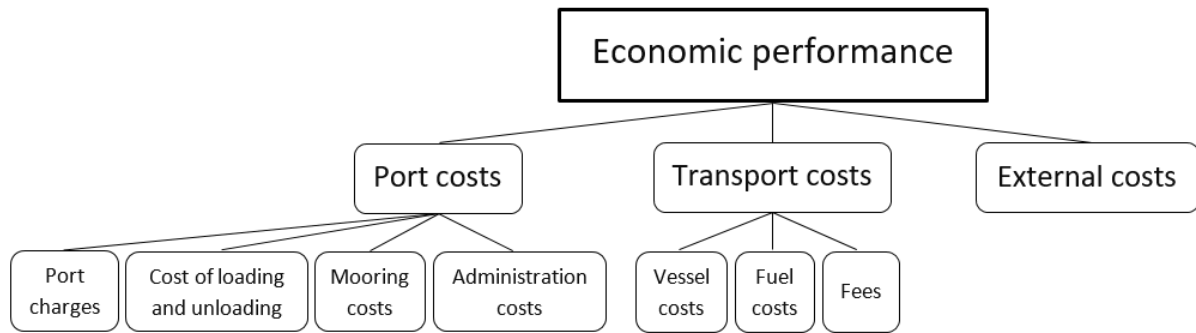 Economic performance
Port costs
Transport costs
External costs
Port
charges
Cost of loading
and unloading
Mooring
costs
Administration
costs
Vessel
costs
Fuel
costs
Fees